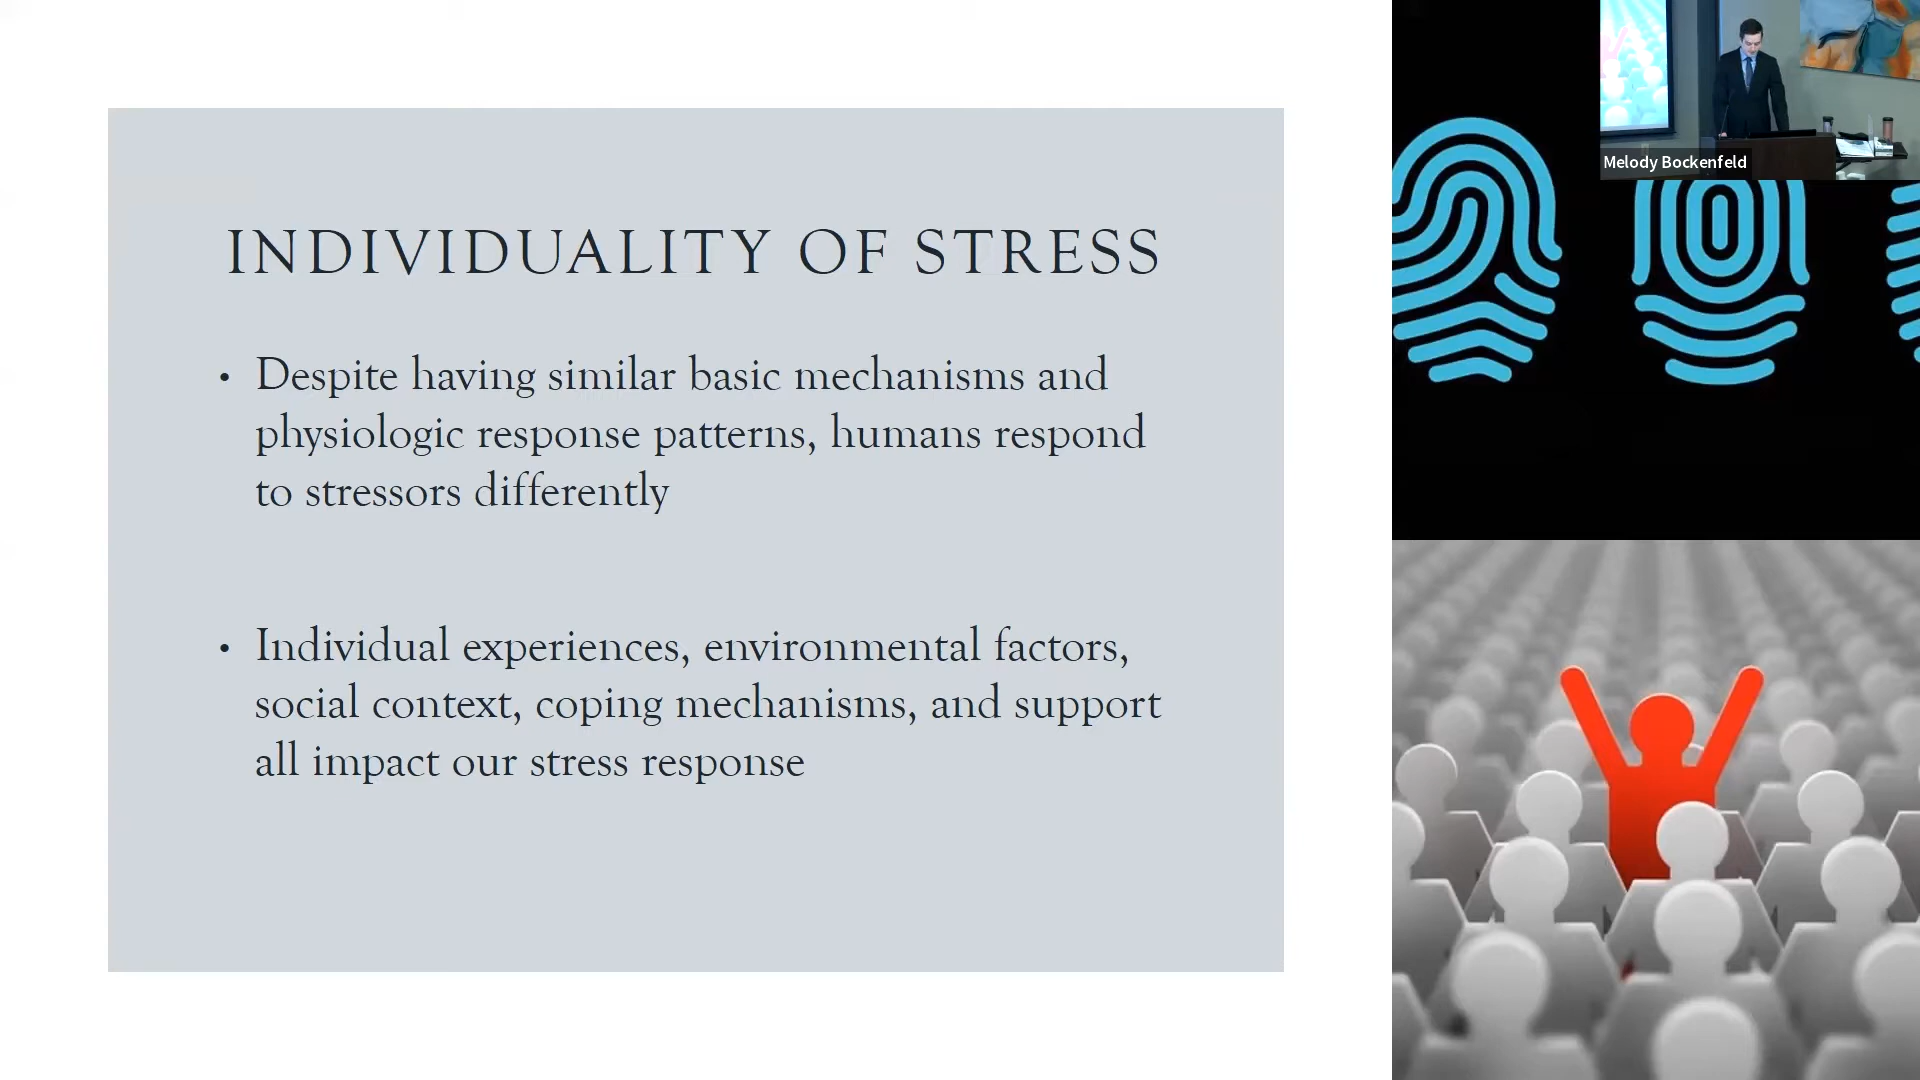 INDIVIDUALITY OF STRESS
• Despite having similar basic mechanisms and
physiologic response patterns, humans respond
to stressors differently
• Individual experiences, environmental factors,
social context, coping mechanisms, and support
all impact our stress response
Melody Bockenfeld